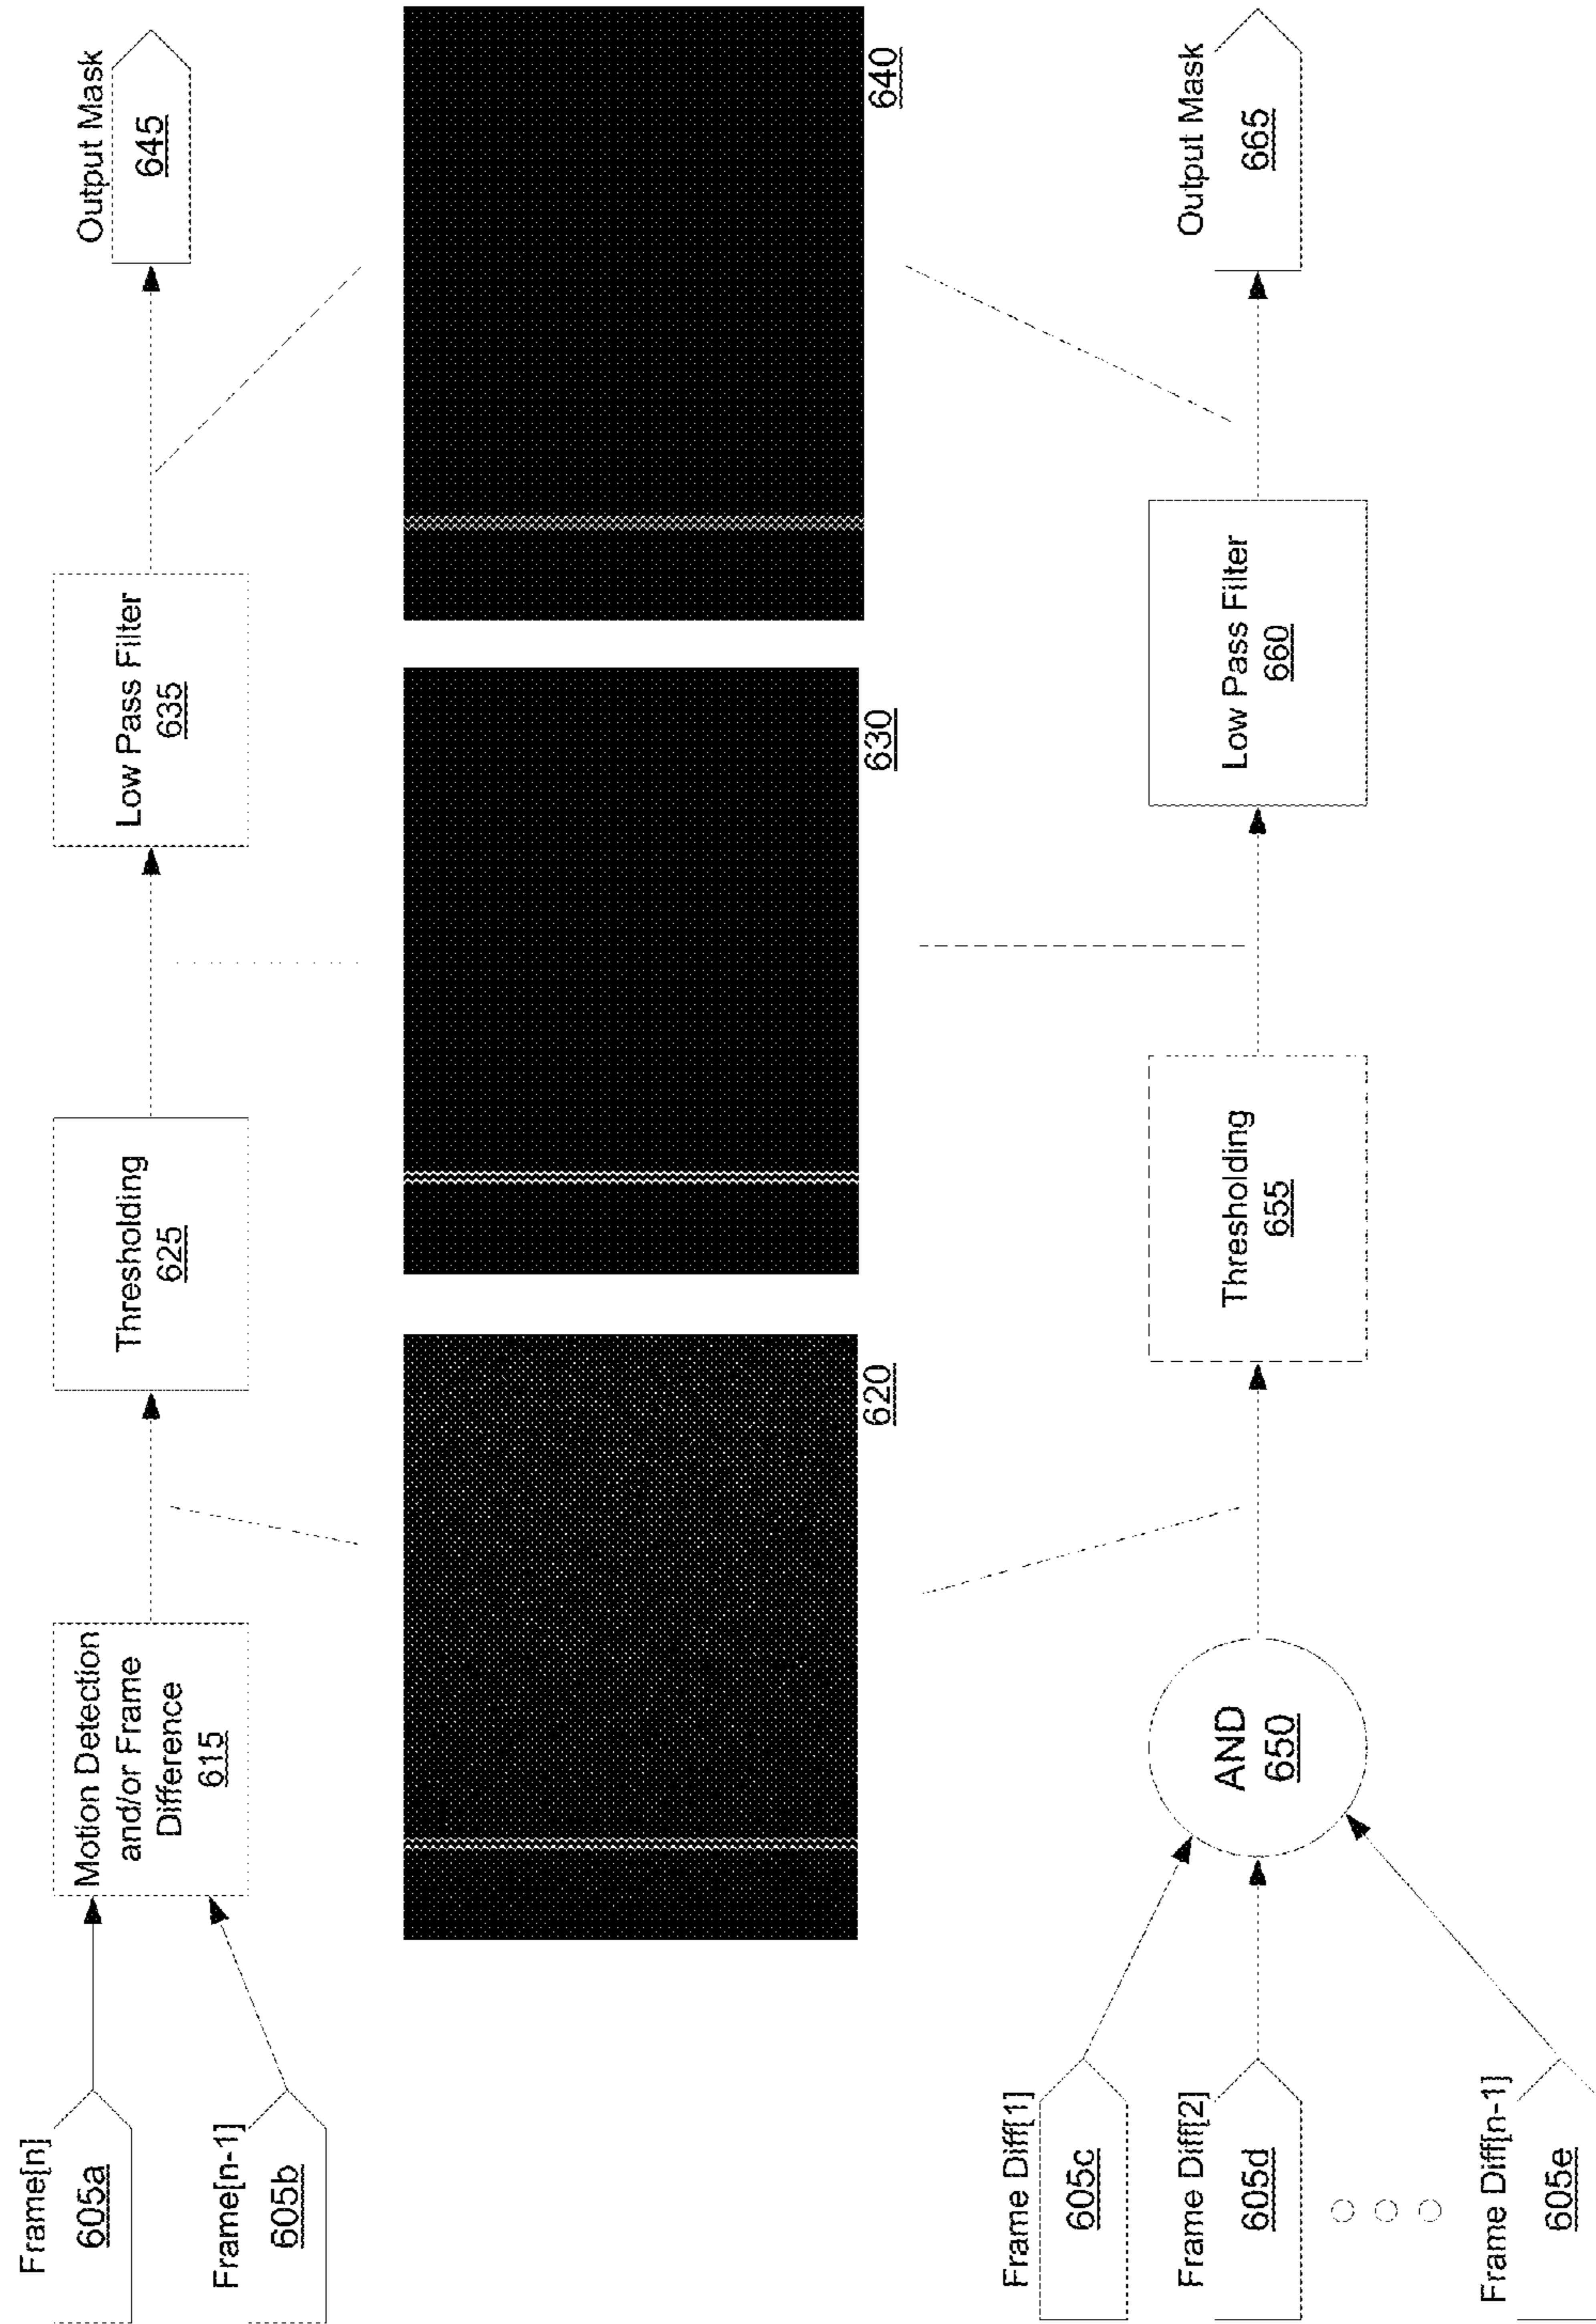 Frame[n]
605a
Frame[n-1]
605b
Motion Detection
and/or Frame
Difference
615
Thresholding
625
Low Pass Filter
635
Output Mask
645
620
630
640
Frame Diff[1]
605c
Frame Diff[2]
605d
Frame Diff[n-1]
605e
AND
650
Thresholding
655
Low Pass Filter
660
Output Mask
665